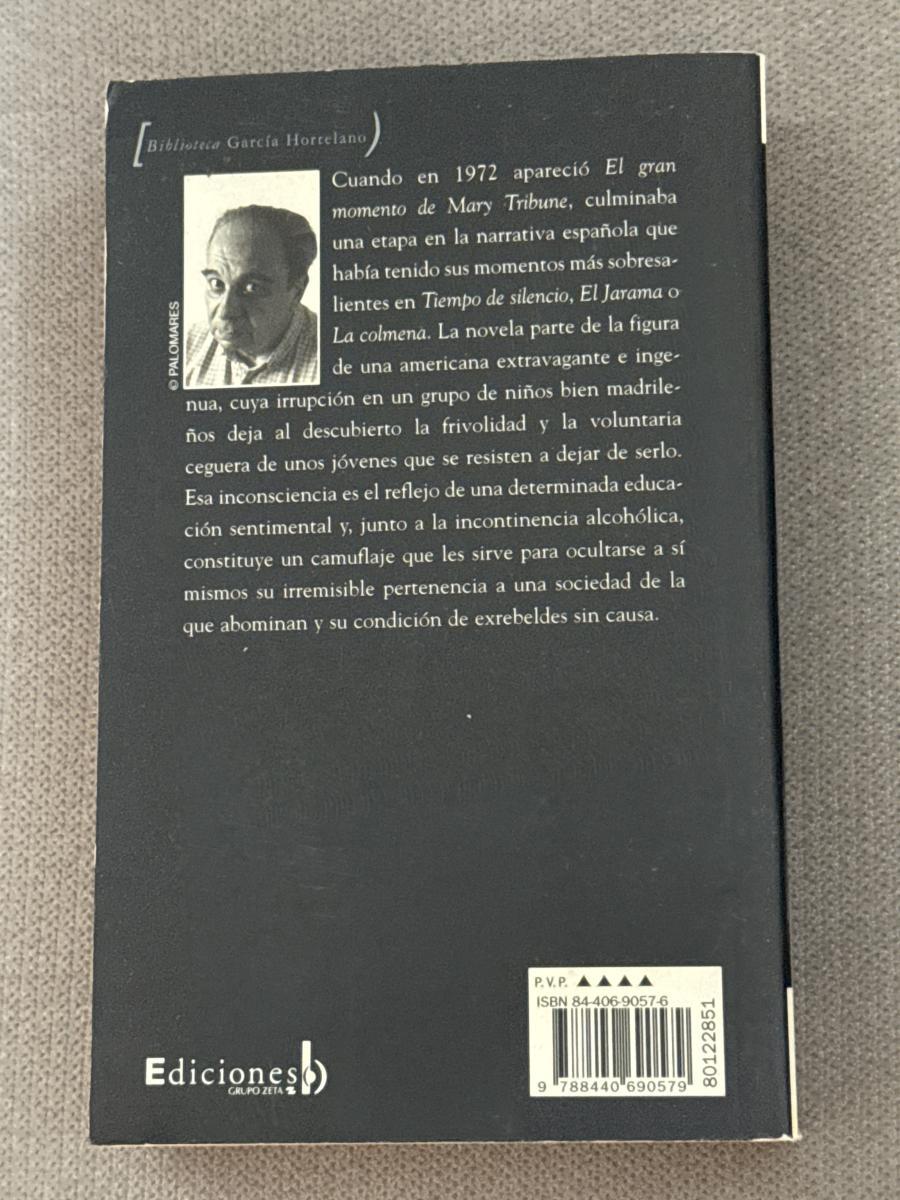 [Biblioteca García Hortelano)
Cuando en 1972 apareció El gran
momento de Mary Tribune, culminaba
una etapa en la narrativa española que
había tenido sus momentos más sobresa-
lientes en Tiempo de silencio, El Jarama o
La colmena. La novela parte de la figura
de una americana extravagante e inge-
nua, cuya irrupción en un grupo de niños bien madrile-
ños deja al descubierto la frivolidad y la voluntaria
ceguera de unos jóvenes que se resisten a dejar de serlo.
Esa inconsciencia es el reflejo de una determinada educa-
ción sentimental y, junto a la incontinencia alcohólica,
constituye un camuflaje que les sirve para ocultarse a sí
mismos su irremisible pertenencia a una sociedad de la
que abominan y su condición de exrebeldes sin causa.
© PALOMARES
P.V.P. ▲▲▲▲
ISBN 84-406-9057-6
9 788440 690579
80122851
Ediciones b
GRUPO ZETA